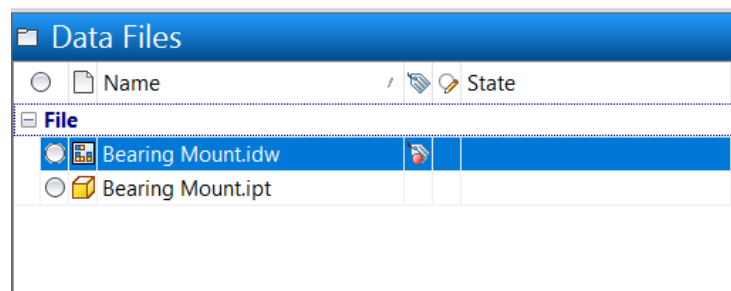 Data Files
Name State
File
Bearing Mount.idw
Bearing Mount.ipt